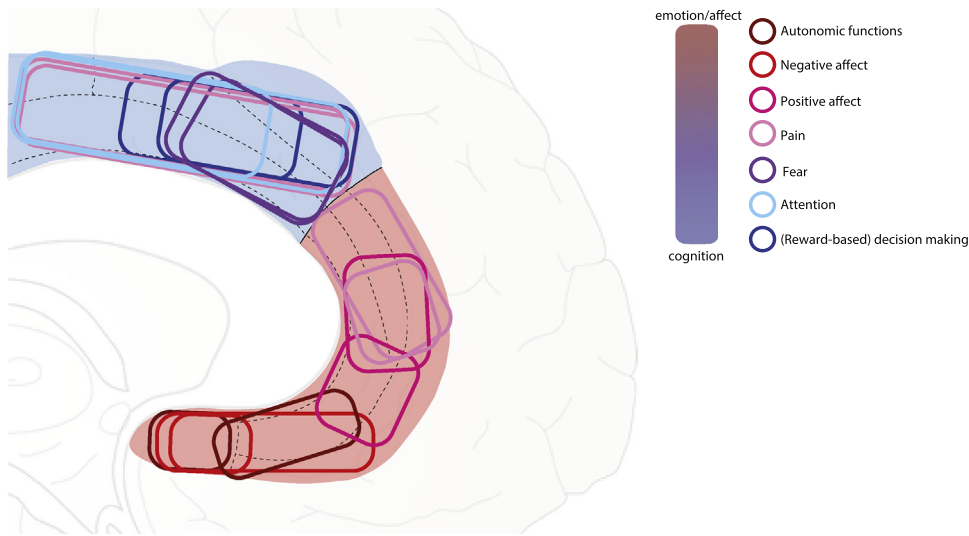 emotion/affect
cognition
Autonomic functions
Negative affect
Positive affect
Pain
Fear
Attention
(Reward-based) decision making